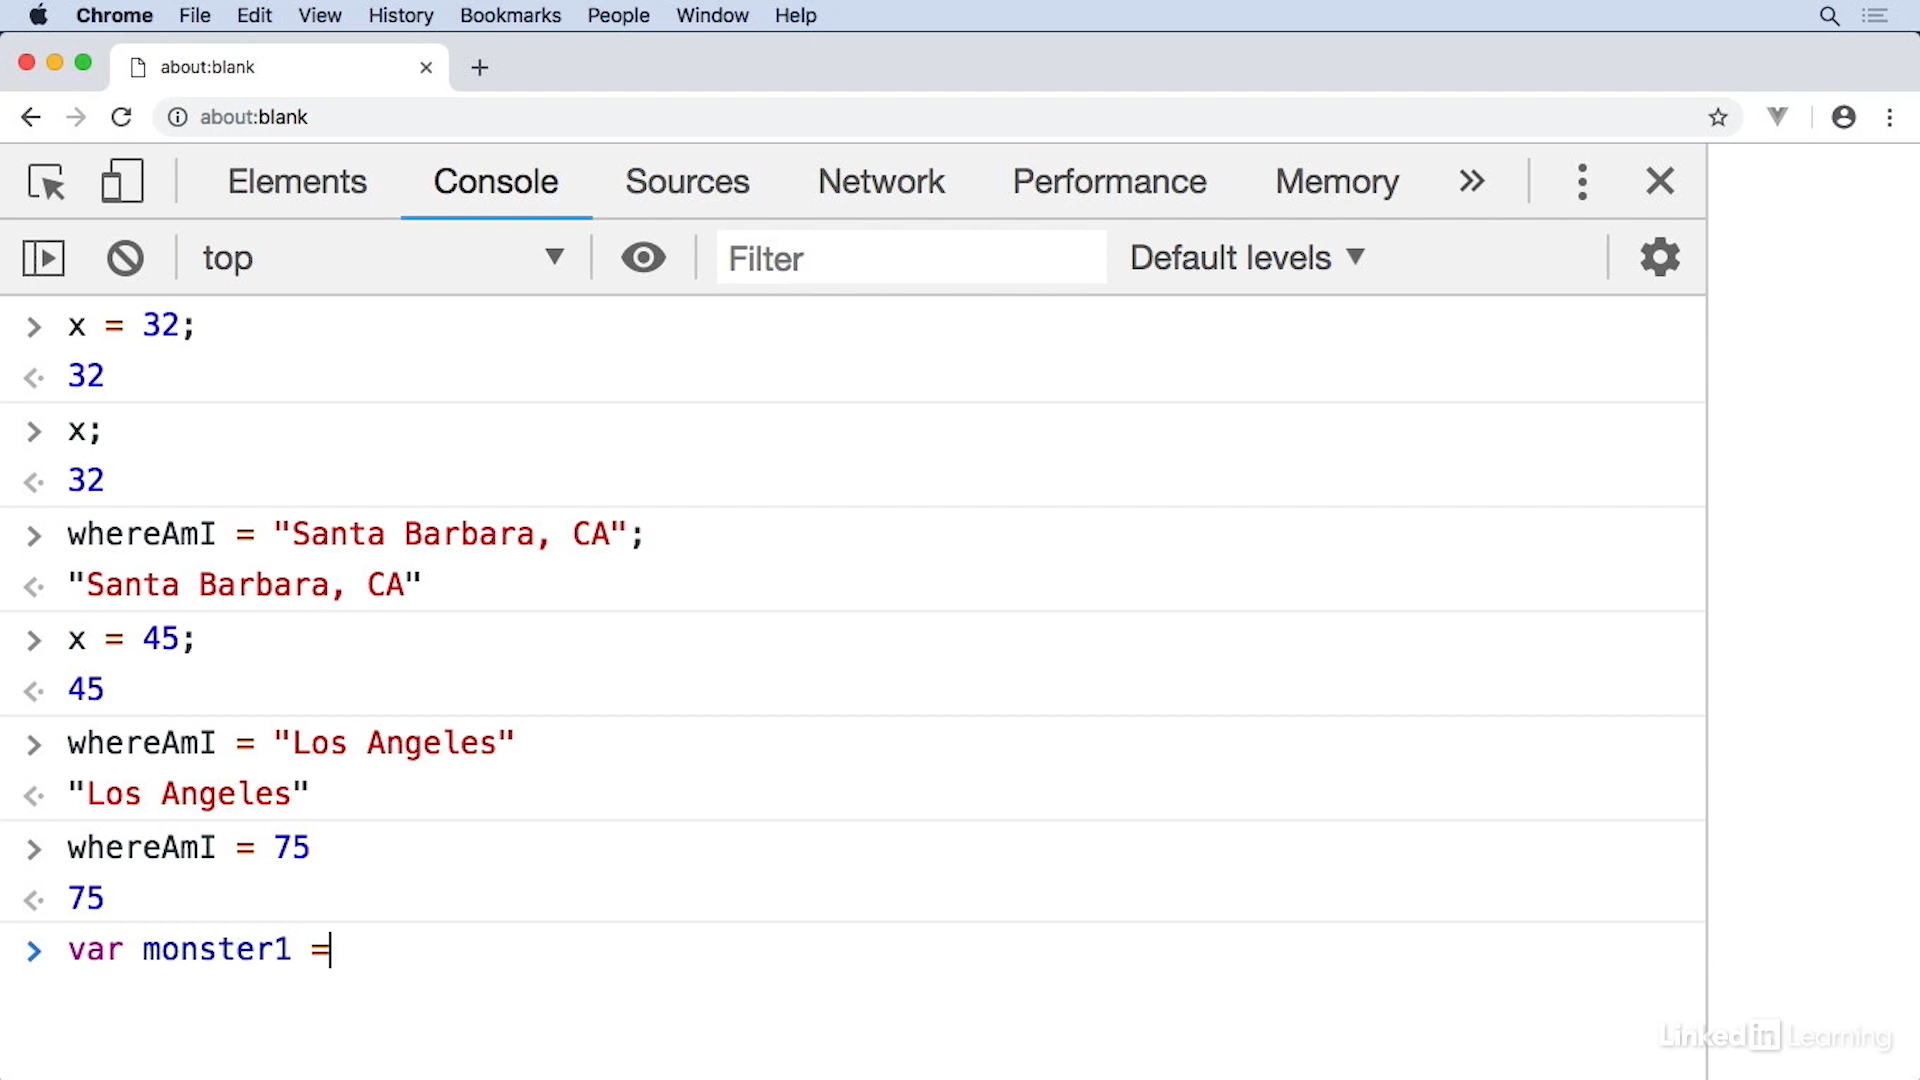 Chrome File Edit View History Bookmarks People Window Help
about:blank
about:blank
Elements Console Sources Network Performance Memory »
top Filter Default levels
> x = 32;
32
> x;
32
> whereAmI = "Santa Barbara, CA";
"Santa Barbara, CA"
> x = 45;
45
> whereAmI = "Los Angeles"
"Los Angeles"
> whereAmI = 75
75
> var monster1 =
Linked in Learning